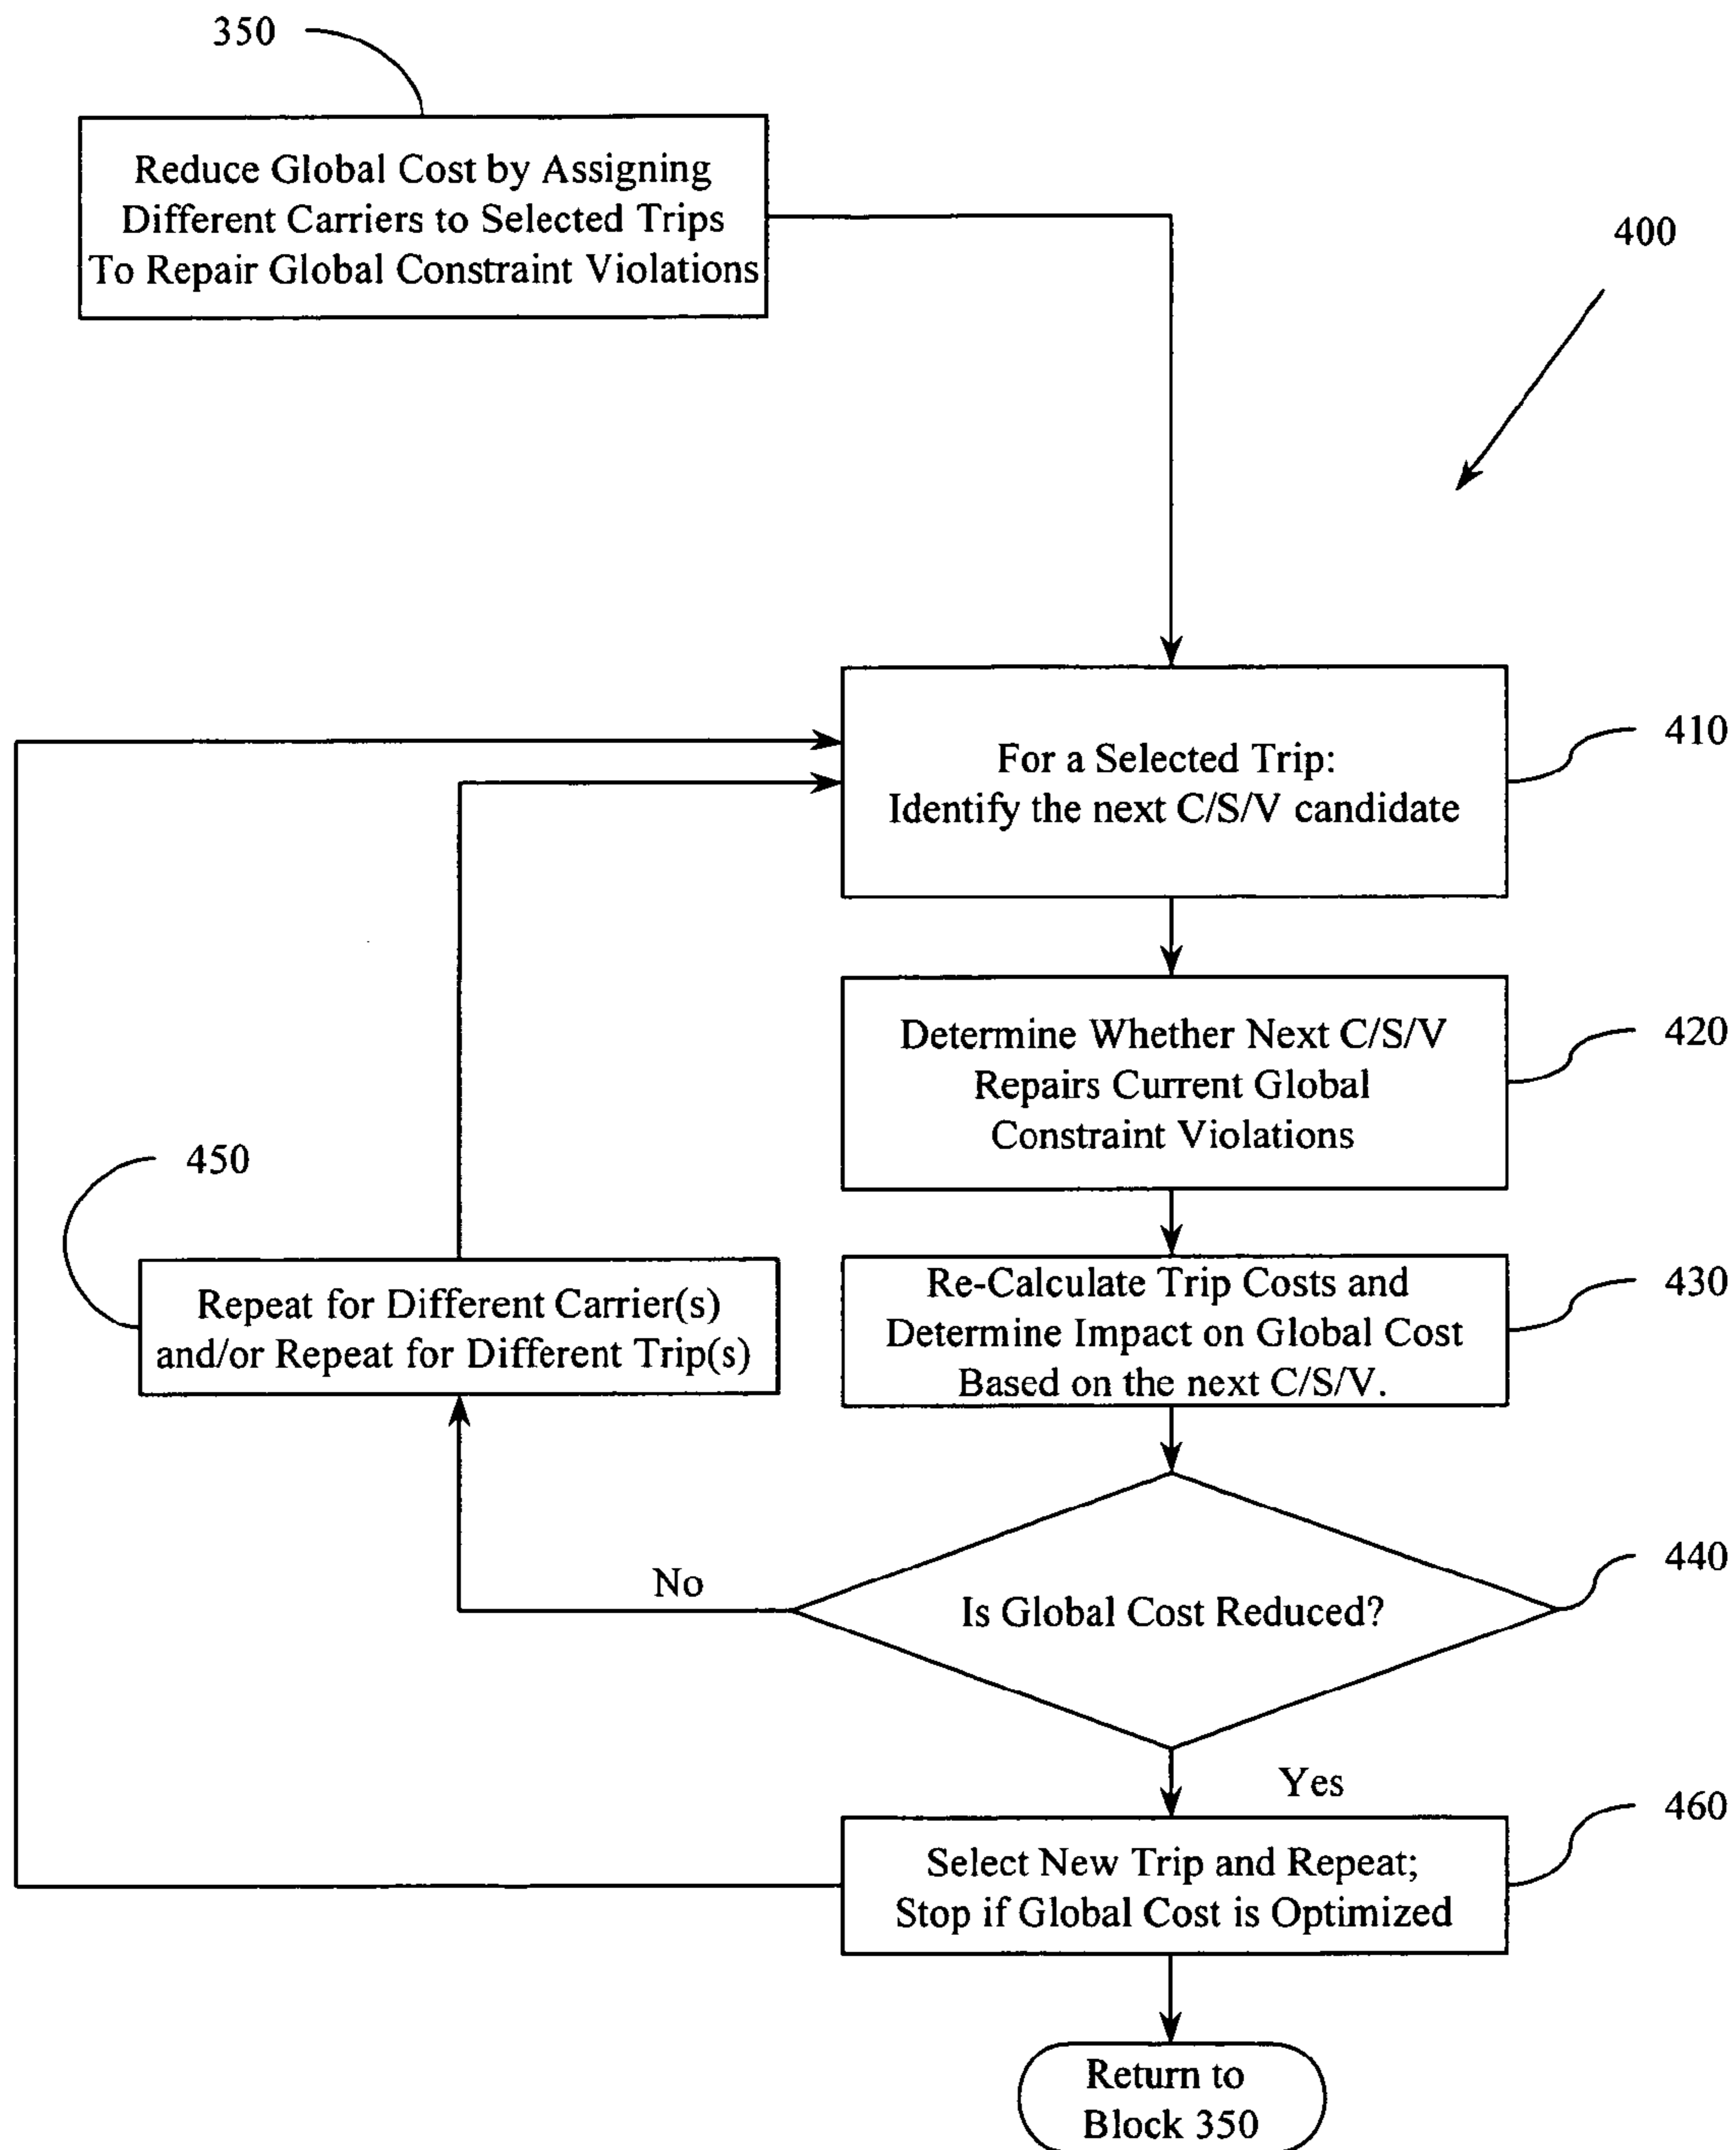 350
Reduce Global Cost by Assigning
Different Carriers to Selected Trips
To Repair Global Constraint Violations
400
For a Selected Trip:
Identify the next C/S/V candidate
410
Determine Whether Next C/S/V
Repairs Current Global
Constraint Violations
420
450
Repeat for Different Carrier(s)
and/or Repeat for Different Trip(s)
Re-Calculate Trip Costs and
Determine Impact on Global Cost
Based on the next C/S/V.
430
Is Global Cost Reduced?
440
No
Yes
Select New Trip and Repeat;
Stop if Global Cost is Optimized
460
Return to
Block 350